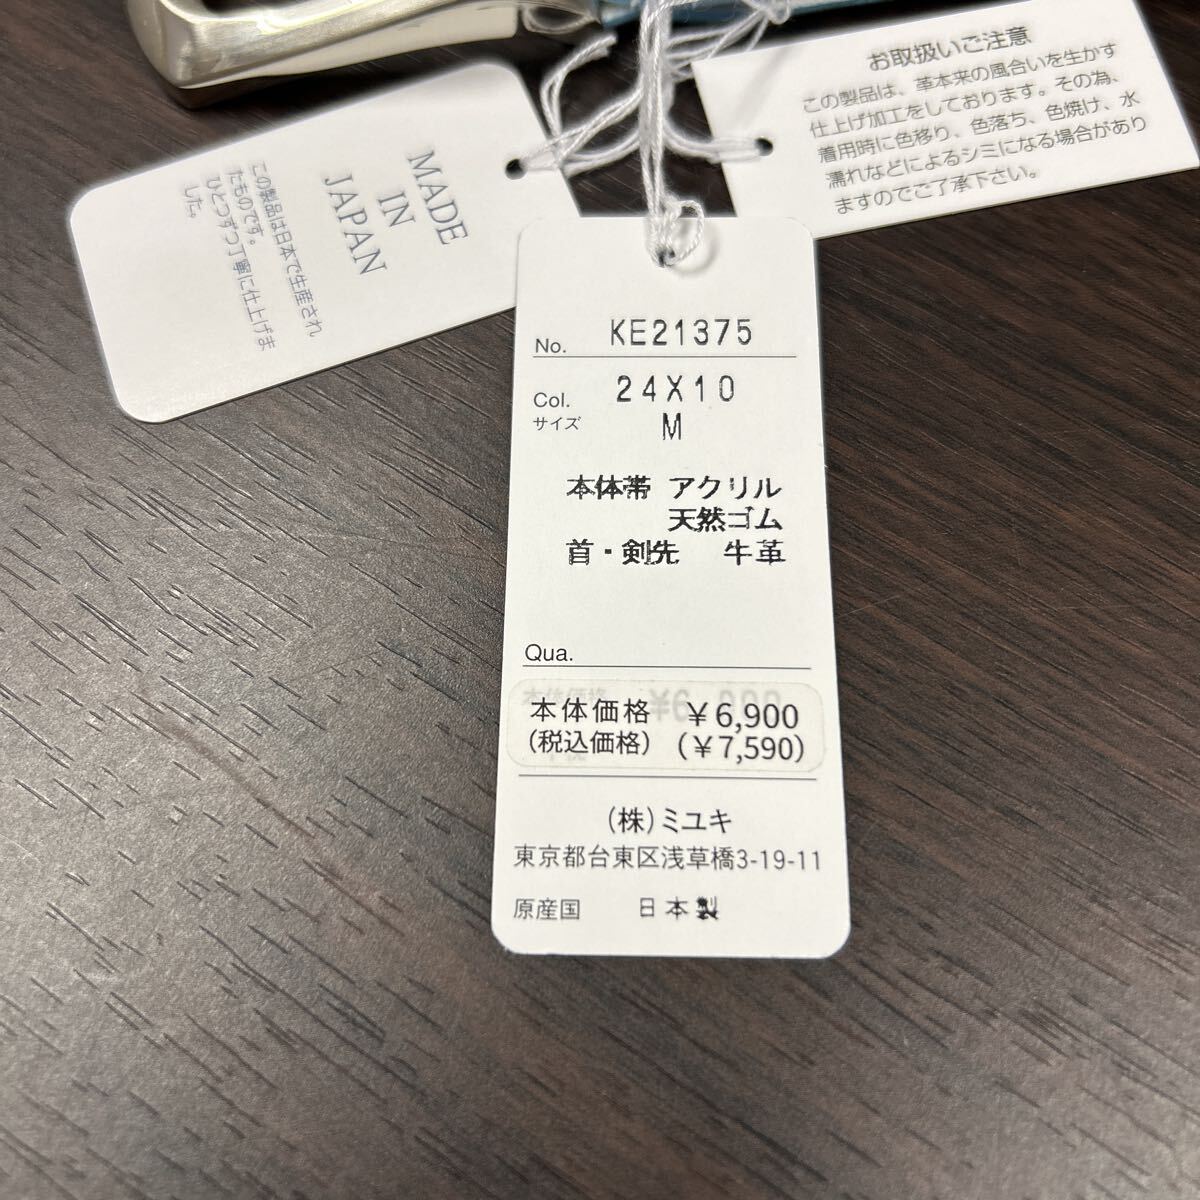 お取扱いご注意
この製品は、革本来の風合いを生かす
仕上げ加工をしております。その為、
着用時に色移り、色落ち、色焼け、水
濡れなどによるシミになる場合があり
ますのでご了承下さい。
MADE
IN
JAPAN
この製品は日本で生産され
たものです。
ひとつずつ丁寧に仕上げま
した。
No. KE21375
Col. 24X10
サイズ M
本体帯 アクリル
天然ゴム
首・剣先 牛革
Qua.
本体価格 ¥6,900
(税込価格) (¥7,590)
(株)ミユキ
東京都台東区浅草橋3-19-11
原産国 日本製